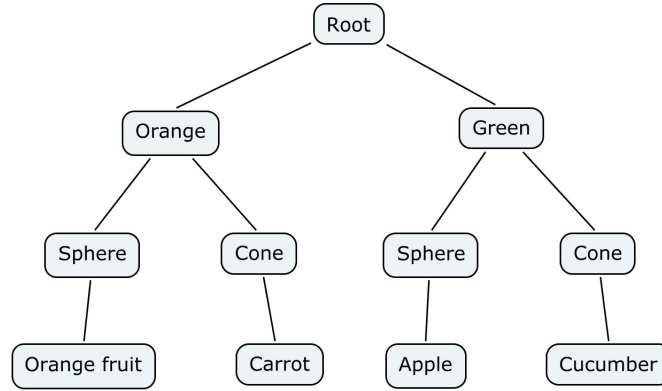 Root
Orange
Green
Sphere
Cone
Sphere
Cone
Orange fruit
Carrot
Apple
Cucumber